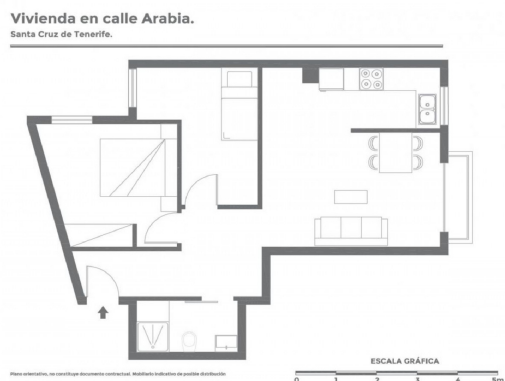 Vivienda en calle Arabia.
Santa Cruz de Tenerife.
ESCALA GRÁFICA
Plano orientativo, no constituye documento contractual. Mobiliario indicativo de posible distribución
0 1 2 3 4 5m